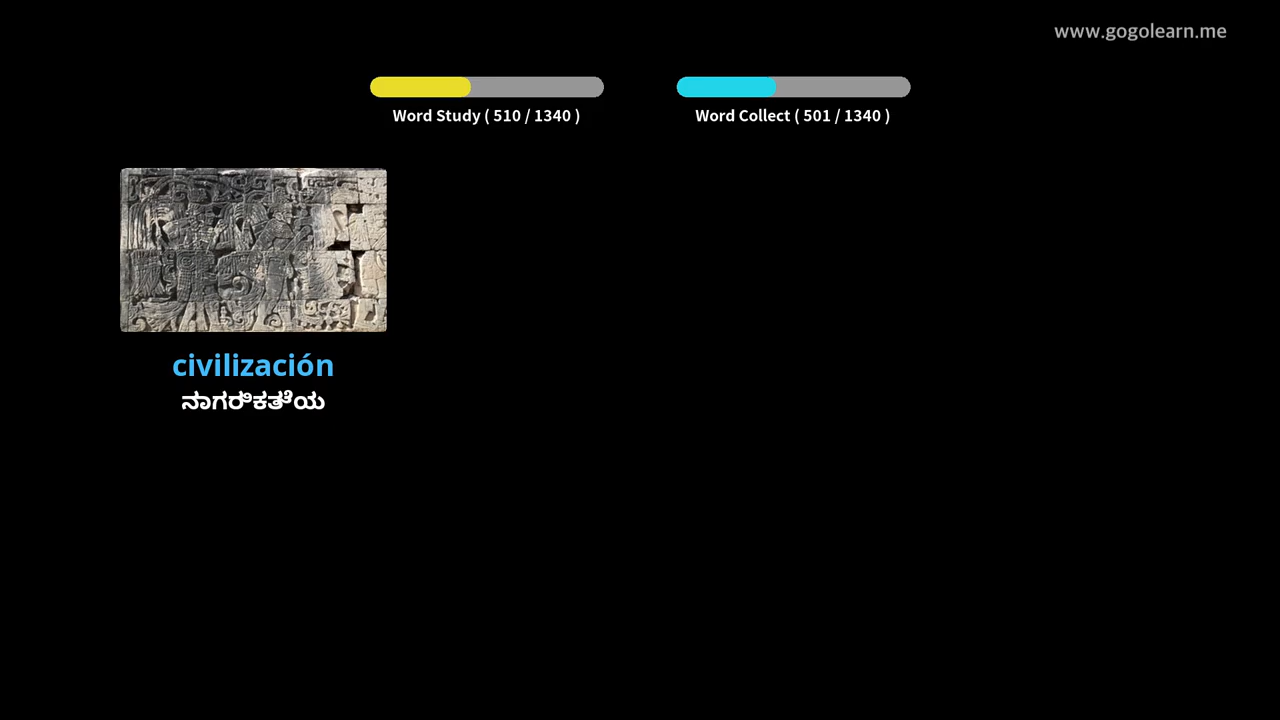 www.gogolearn.me
Word Study ( 510 / 1340 )
Word Collect ( 501 / 1340 )
civilización
ನಾಗರಿಕತೆಯ